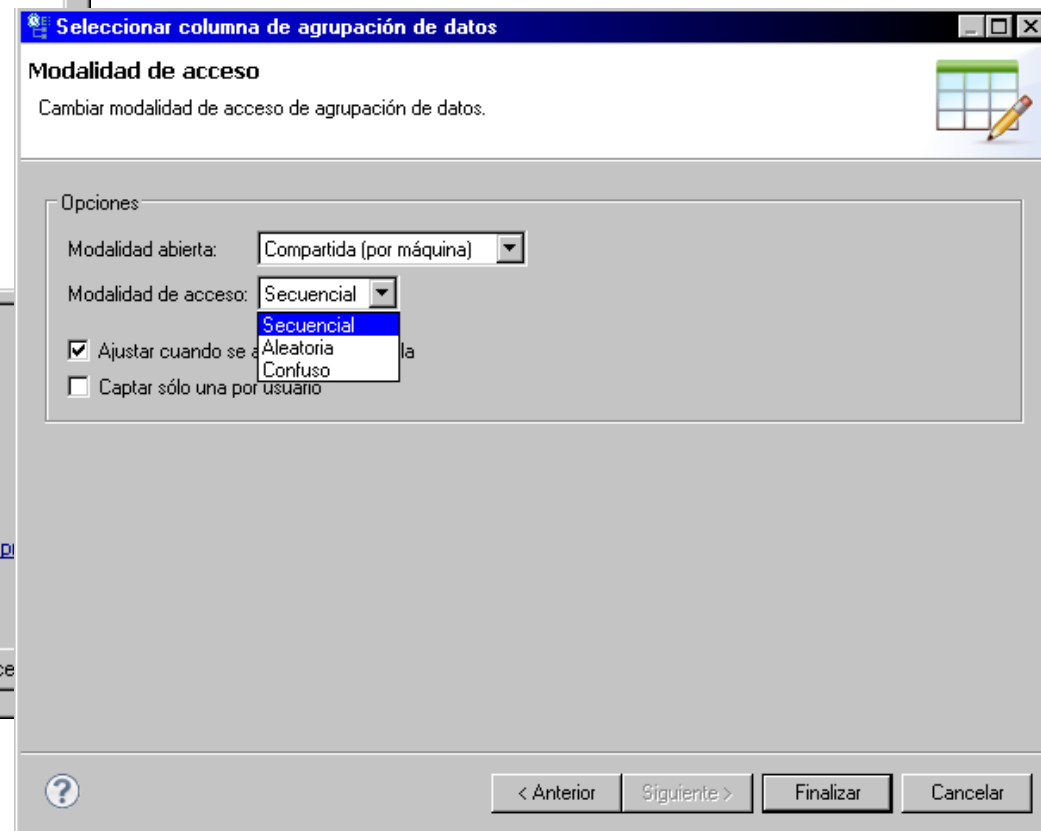 Seleccionar columna de agrupación de datos
Modalidad de acceso
Cambiar modalidad de acceso de agrupación de datos.
Opciones
Modalidad abierta: Compartida (por máquina)
Modalidad de acceso: Secuencial
Secuencial
Aleatoria
Confuso
Ajustar cuando se
Captar sólo una por usuario
? < Anterior Siguiente > Finalizar Cancelar